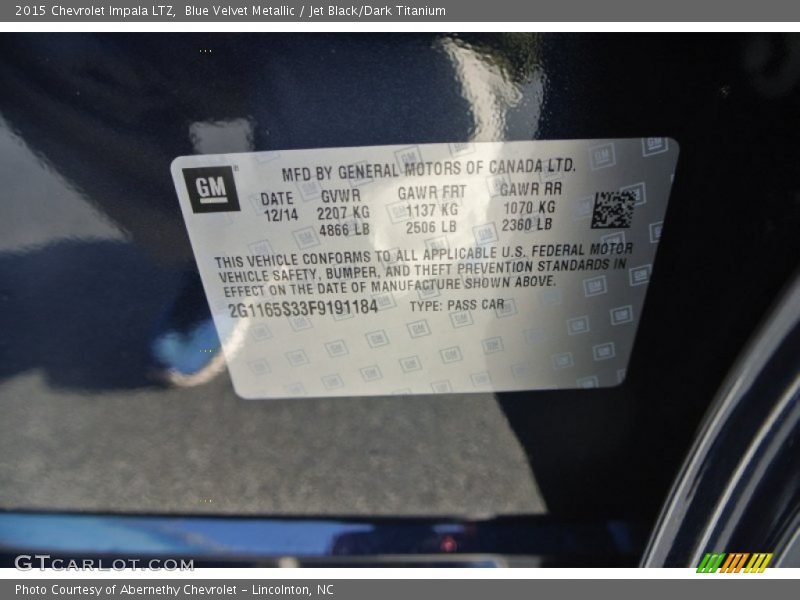 2015 Chevrolet Impala LTZ, Blue Velvet Metallic / Jet Black/Dark Titanium
GM
MFD BY GENERAL MOTORS OF CANADA LTD.
DATE GVWR GAWR FRT GAWR RR
12/14 2207 KG 1137 KG 1070 KG
4866 LB 2506 LB 2360 LB
THIS VEHICLE CONFORMS TO ALL APPLICABLE U.S. FEDERAL MOTOR
VEHICLE SAFETY, BUMPER, AND THEFT PREVENTION STANDARDS IN
EFFECT ON THE DATE OF MANUFACTURE SHOWN ABOVE.
2G1165S33F9191184 TYPE: PASS CAR
GTCARLOT.COM
Photo Courtesy of Abernethy Chevrolet – Lincolnton, NC